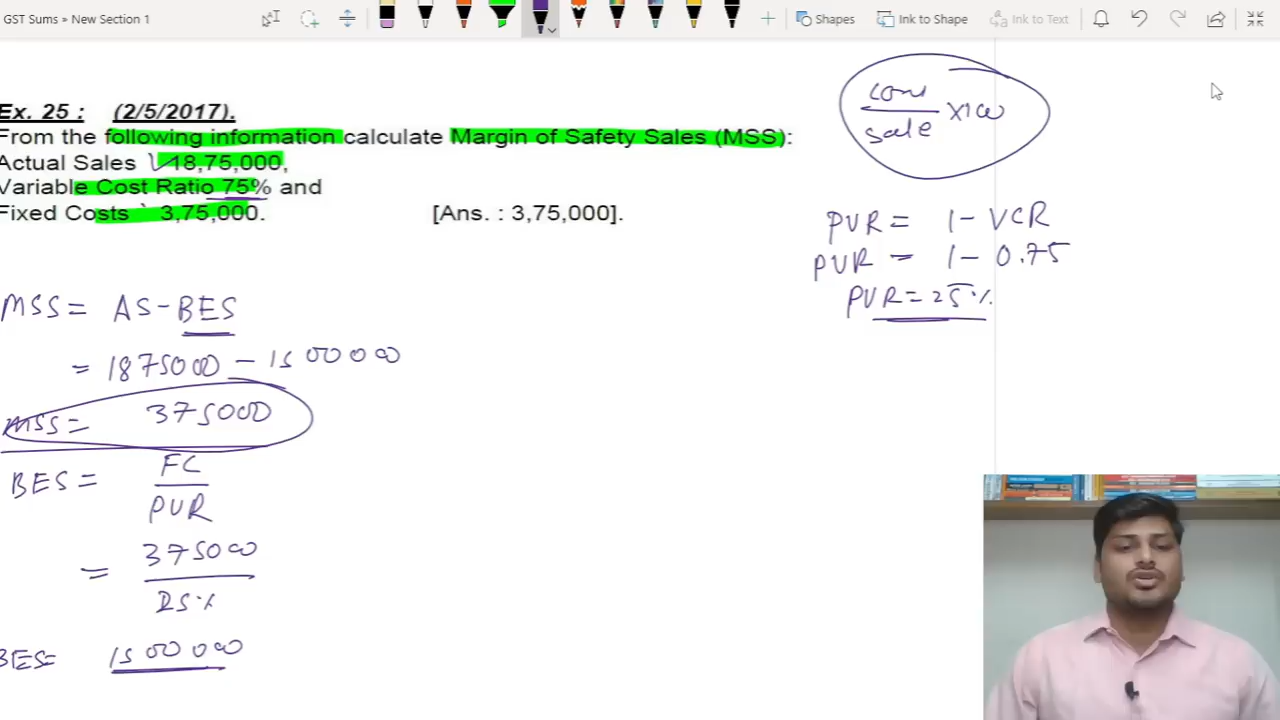 GST Sums » New Section 1
Shapes
Ink to Shape
Ink to Text
Ex. 25 : (2/5/2017).
From the following information calculate Margin of Safety Sales (MSS):
Actual Sales ` 18,75,000,
Variable Cost Ratio 75% and
Fixed Costs ` 3,75,000. [Ans. : 3,75,000].
cont
sale ×100
PVR = 1 - VCR
PVR = 1 - 0.75
PVR = 25%
MSS = AS - BES
= 1875000 - 1500000
MSS = 375000
BES = FC
PVR
= 375000
25%
BES = 1500000